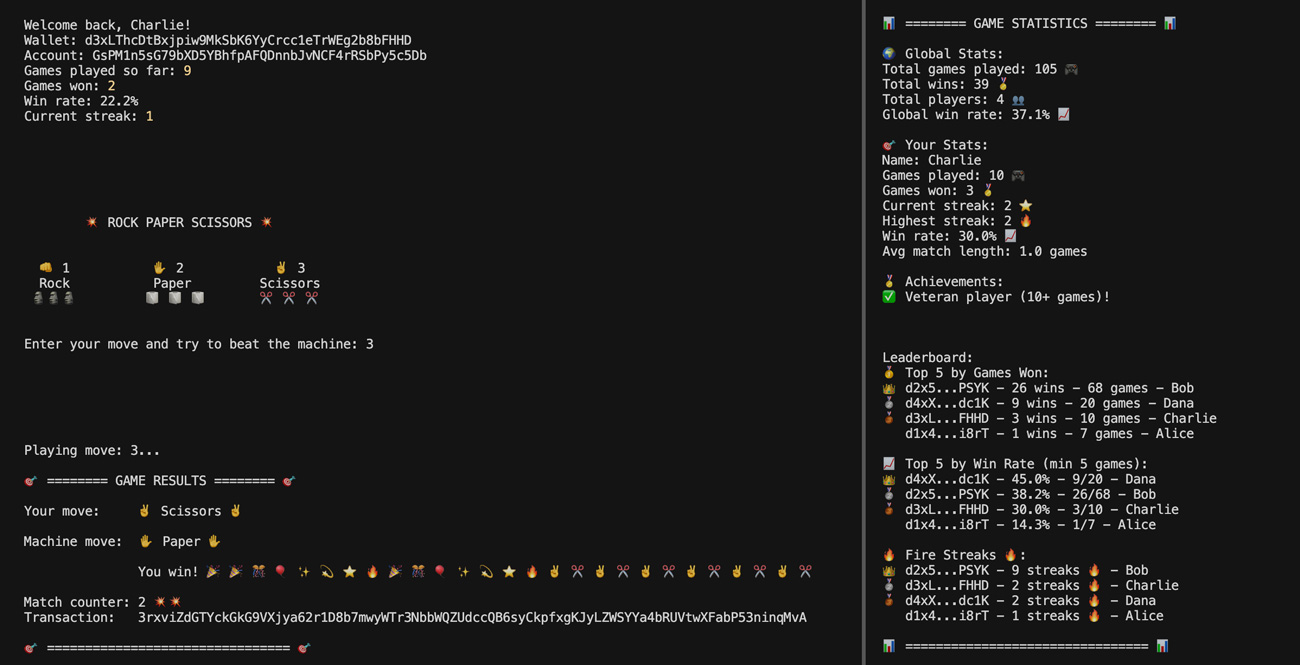 Welcome back, Charlie!
Wallet: d3xLThcDtBxjpiw9MkSbK6YyCrcc1eTrWEg2b8bFHHD
Account: GsPM1n5sG79bXD5YBhfpAFQDnnbJvNCF4rRSbPy5c5Db
Games played so far: 9
Games won: 2
Win rate: 22.2%
Current streak: 1
💥 ROCK PAPER SCISSORS 💥
👊 1 ✋ 2 ✌️ 3
Rock Paper Scissors
🗿🗿🗿 ⬜ ⬜ ⬜ ✂️ ✂️ ✂️
Enter your move and try to beat the machine: 3
Playing move: 3...
🎯 ======== GAME RESULTS ======== 🎯
Your move: ✌️ Scissors ✌️
Machine move: ✋ Paper ✋
You win! 🎉 🎉 🎊 🎈 ✨ 💫 ⭐ 🔥 🎉 🎊 🎈 ✨ 💫 ⭐ 🔥 ✌️ ✂️ ✌️ ✂️ ✌️ ✂️ ✌️ ✂️ ✌️ ✂️ ✌️ ✂️
Match counter: 2 💥💥
Transaction: 3rxviZdGTYckGkG9VXjya62r1D8b7mwyWTr3NbbWQZUdccQB6syCkpfxgKJyLZWSYYa4bRUVtwXFabP53ninqMvA
🎯 ================================ 🎯
📊 ======== GAME STATISTICS ======== 📊
🌍 Global Stats:
Total games played: 105 🎮
Total wins: 39 🏅
Total players: 4 👥
Global win rate: 37.1% 📈
🎯 Your Stats:
Name: Charlie
Games played: 10 🎮
Games won: 3 🏅
Current streak: 2 ⭐
Highest streak: 2 🔥
Win rate: 30.0% 📈
Avg match length: 1.0 games
🏅 Achievements:
✅ Veteran player (10+ games)!
Leaderboard:
🥇 Top 5 by Games Won:
👑 d2x5...PSYK – 26 wins – 68 games – Bob
🥈 d4xX...dc1K – 9 wins – 20 games – Dana
🥉 d3xL...FHHD – 3 wins – 10 games – Charlie
d1x4...i8rT – 1 wins – 7 games – Alice
📈 Top 5 by Win Rate (min 5 games):
👑 d4xX...dc1K – 45.0% – 9/20 – Dana
🥈 d2x5...PSYK – 38.2% – 26/68 – Bob
🥉 d3xL...FHHD – 30.0% – 3/10 – Charlie
d1x4...i8rT – 14.3% – 1/7 – Alice
🔥 Fire Streaks 🔥:
👑 d2x5...PSYK – 9 streaks 🔥 – Bob
🥈 d3xL...FHHD – 2 streaks 🔥 – Charlie
🥉 d4xX...dc1K – 2 streaks 🔥 – Dana
d1x4...i8rT – 1 streaks 🔥 – Alice
📊 ================================ 📊